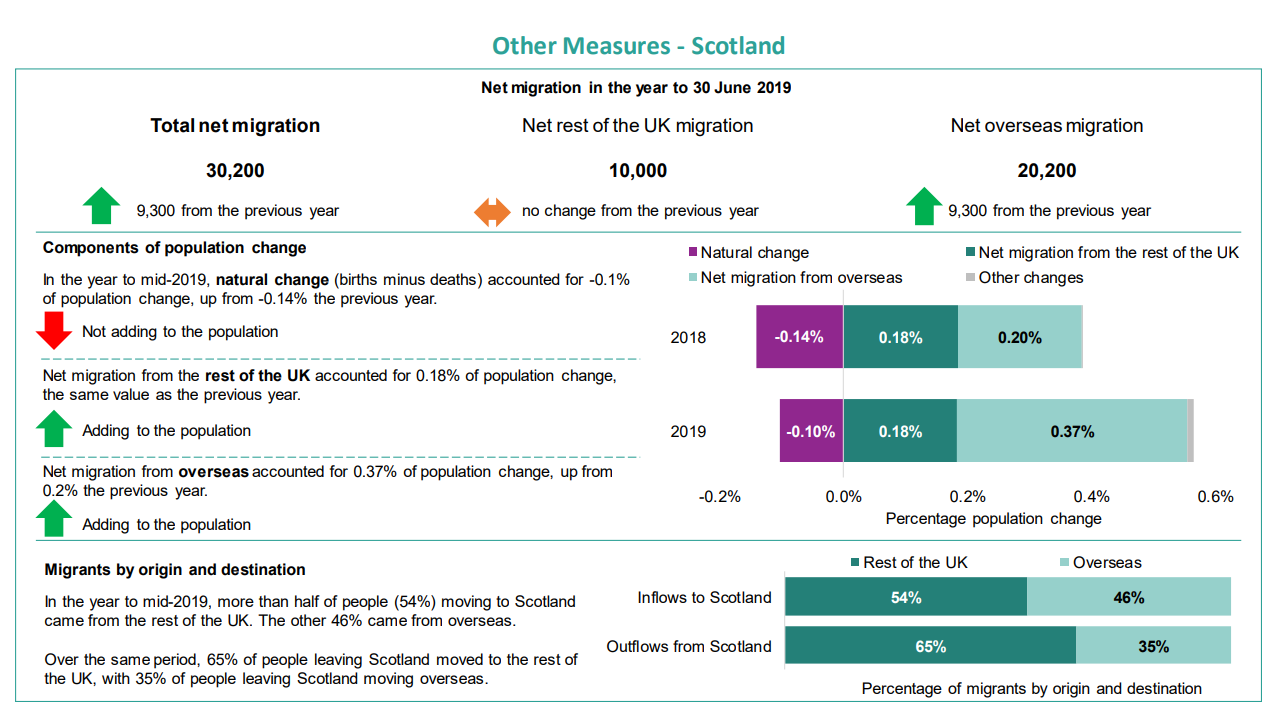 Other Measures - Scotland
Net migration in the year to 30 June 2019
Total net migration
Net rest of the UK migration
Net overseas migration
30,200
10,000
20,200
9,300 from the previous year
no change from the previous year
9,300 from the previous year
Components of population change
In the year to mid-2019, natural change (births minus deaths) accounted for -0.1%
of population change, up from -0.14% the previous year.
Not adding to the population
Net migration from the rest of the UK accounted for 0.18% of population change,
the same value as the previous year.
Adding to the population
Net migration from overseas accounted for 0.37% of population change, up from
0.2% the previous year.
Adding to the population
Natural change
Net migration from the rest of the UK
Net migration from overseas
Other changes
2018
-0.14%
0.18%
0.20%
2019
-0.10%
0.18%
0.37%
-0.2%
0.0%
0.2%
0.4%
0.6%
Percentage population change
Migrants by origin and destination
In the year to mid-2019, more than half of people (54%) moving to Scotland
came from the rest of the UK. The other 46% came from overseas.
Over the same period, 65% of people leaving Scotland moved to the rest of
the UK, with 35% of people leaving Scotland moving overseas.
Rest of the UK
Overseas
Inflows to Scotland
54%
46%
Outflows from Scotland
65%
35%
Percentage of migrants by origin and destination